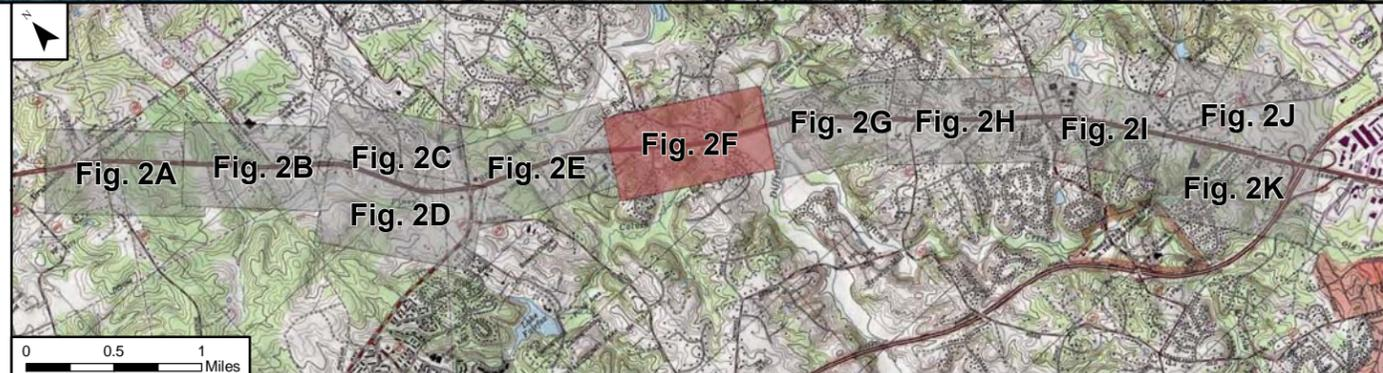 N
Fig. 2A
Fig. 2B
Fig. 2C
Fig. 2D
Fig. 2E
Fig. 2F
Fig. 2G
Fig. 2H
Fig. 2I
Fig. 2J
Fig. 2K
0 0.5 1
Miles